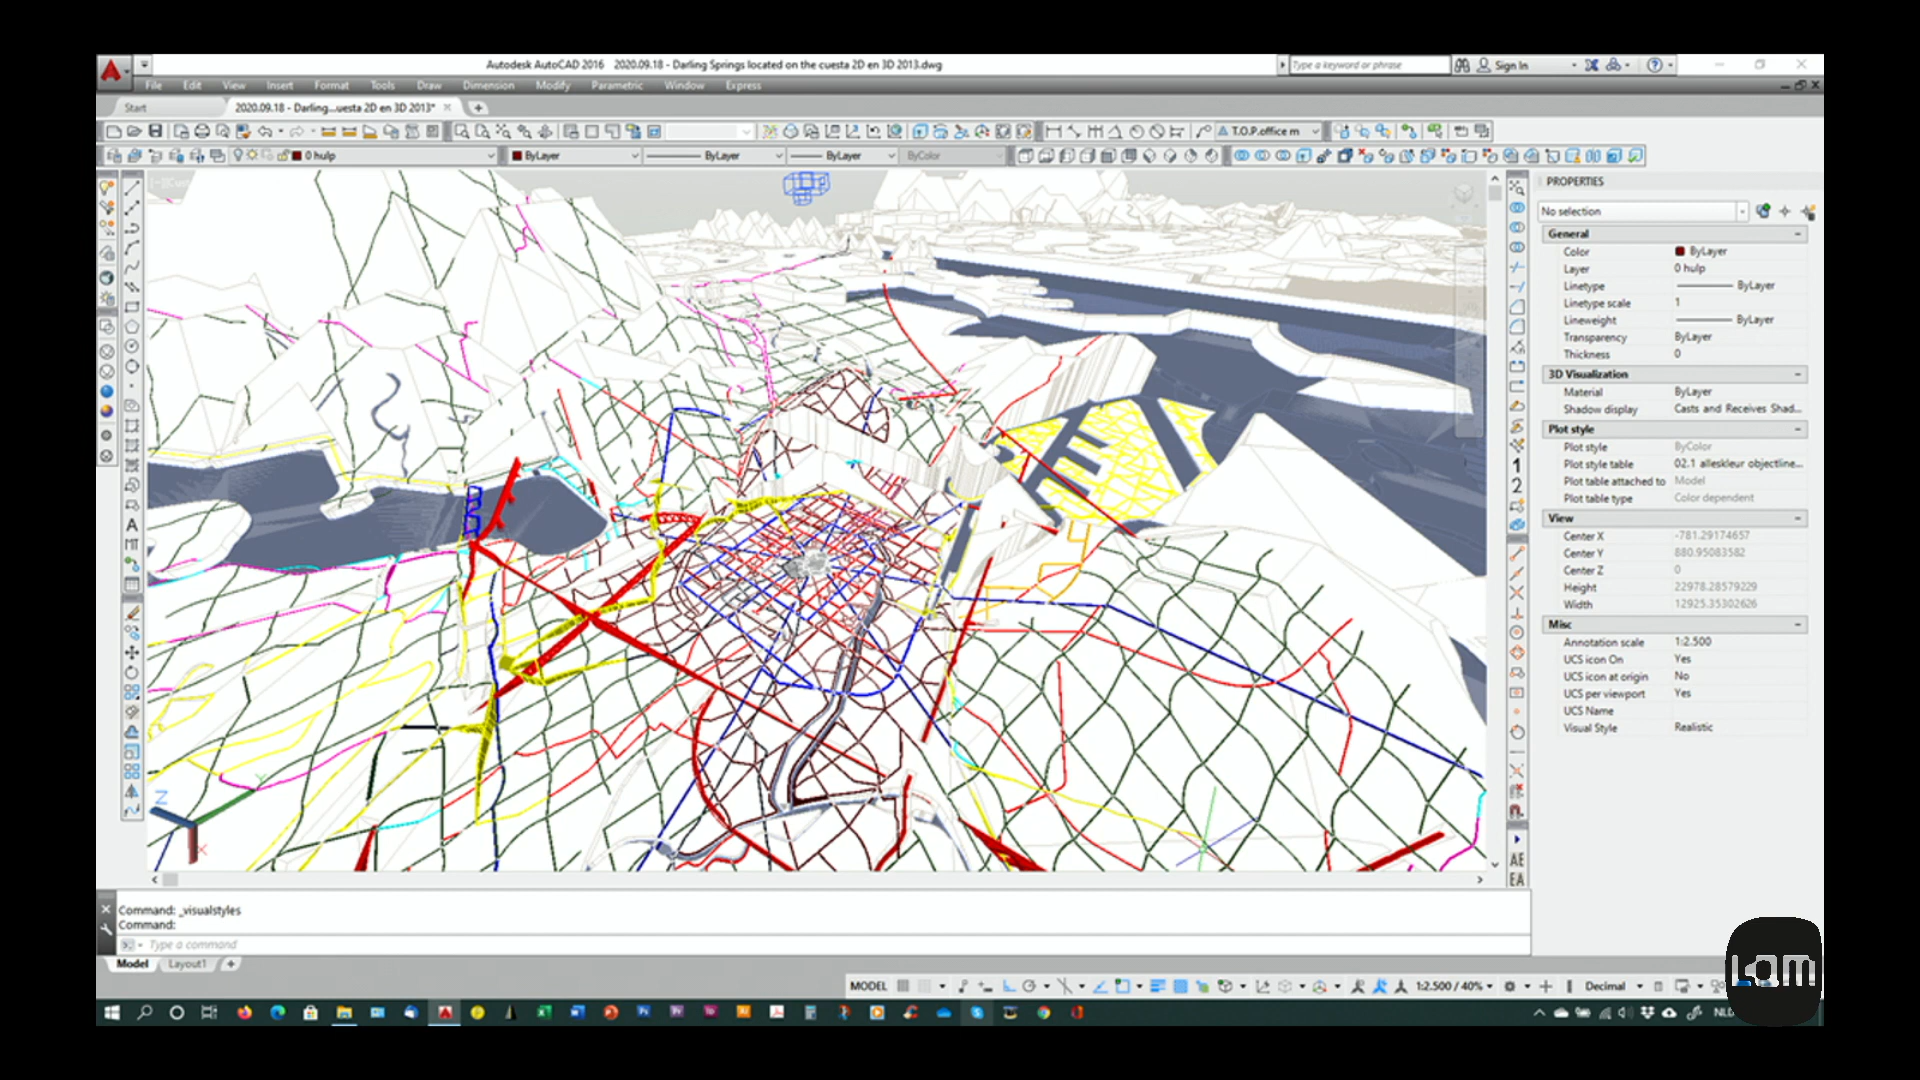 Autodesk AutoCAD 2016 2020.09.18 - Darling Springs located on the cuesta 2D en 3D 2013.dwg
Type a keyword or phrase
Sign In
File Edit View Insert Format Tools Draw Dimension Modify Parametric Window Express
Start
2020.09.18 - Darling...uesta 2D en 3D 2013*
T.O.P.office m
0 hulp
ByLayer
ByLayer
ByLayer
ByColor
PROPERTIES
No selection
General
Color ByLayer
Layer 0 hulp
Linetype ByLayer
Linetype scale 1
Lineweight ByLayer
Transparency ByLayer
Thickness 0
3D Visualization
Material ByLayer
Shadow display Casts and Receives Shad...
Plot style
Plot style ByColor
Plot style table 02.1 alleskleur objectline...
Plot table attached to Model
Plot table type Color dependent
View
Center X -781.29174657
Center Y 880.95083582
Center Z 0
Height 22978.28579229
Width 12925.35302626
Misc
Annotation scale 1:2.500
UCS icon On Yes
UCS icon at origin No
UCS per viewport Yes
UCS Name
Visual Style Realistic
1
2
AE
EA
A
Z
Y
X
Command: _visualstyles
Command:
Type a command
Model Layout1
MODEL
1:2.500 / 40%
Decimal
Lam